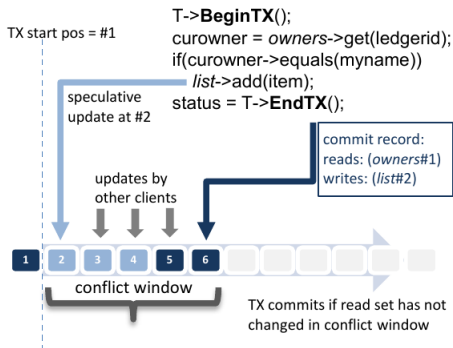 TX start pos = #1
T->BeginTX();
curowner = owners->get(ledgerid);
if(curowner->equals(myname))
list->add(item);
status = T->EndTX();
speculative
update at #2
commit record:
reads: (owners#1)
writes: (list#2)
updates by
other clients
1 2 3 4 5 6
conflict window
TX commits if read set has not
changed in conflict window